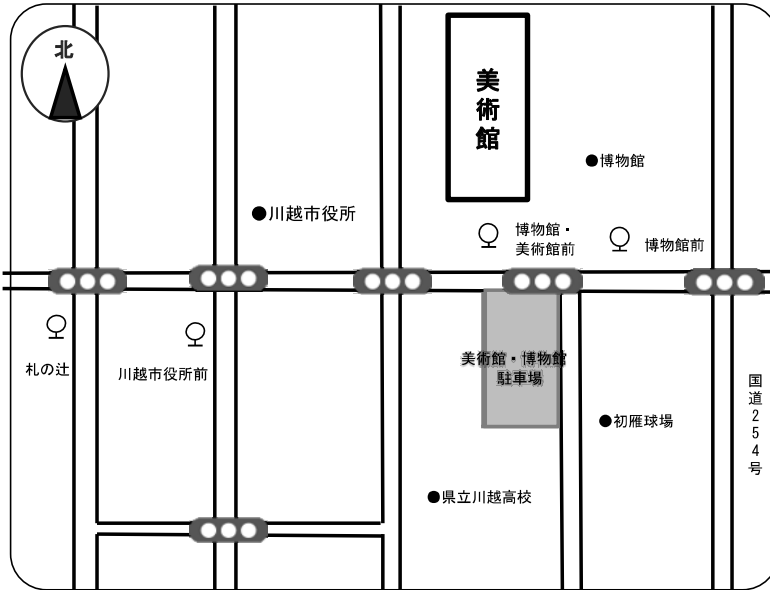 北
美術館
●博物館
●川越市役所
博物館・
美術館前
博物館前
札の辻
川越市役所前
美術館・博物館
駐車場
国道254号
●初雁球場
●県立川越高校